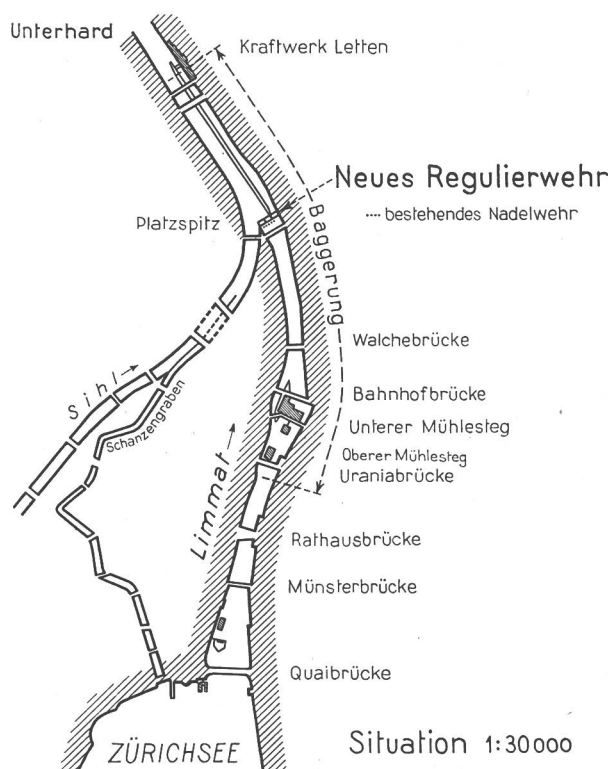 Unterhard
Kraftwerk Letten
Neues Regulierwehr
bestehendes Nadelwehr
Platzspitz
Baggerung
Walchebrücke
Sihl
Bahnhofbrücke
Schanzengraben
Unterer Mühlesteg
Limmat
Oberer Mühlesteg
Uraniabrücke
Rathausbrücke
Münsterbrücke
Quaibrücke
ZÜRICHSEE
Situation 1:30000